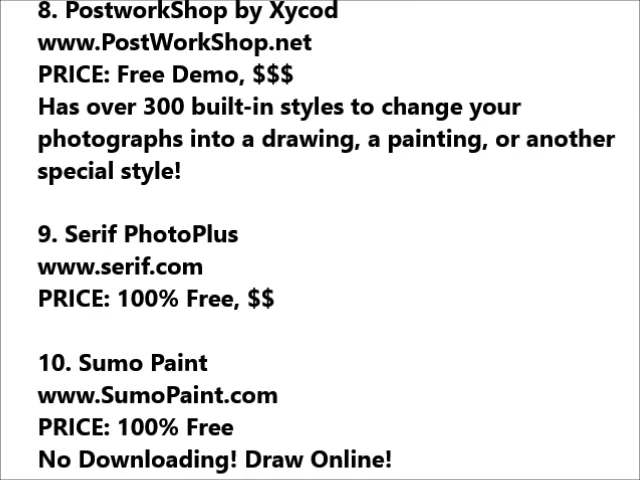 8. PostworkShop by Xycod
www.PostWorkShop.net
PRICE: Free Demo, $$$
Has over 300 built-in styles to change your
photographs into a drawing, a painting, or another
special style!
9. Serif PhotoPlus
www.serif.com
PRICE: 100% Free, $$
10. Sumo Paint
www.SumoPaint.com
PRICE: 100% Free
No Downloading! Draw Online!